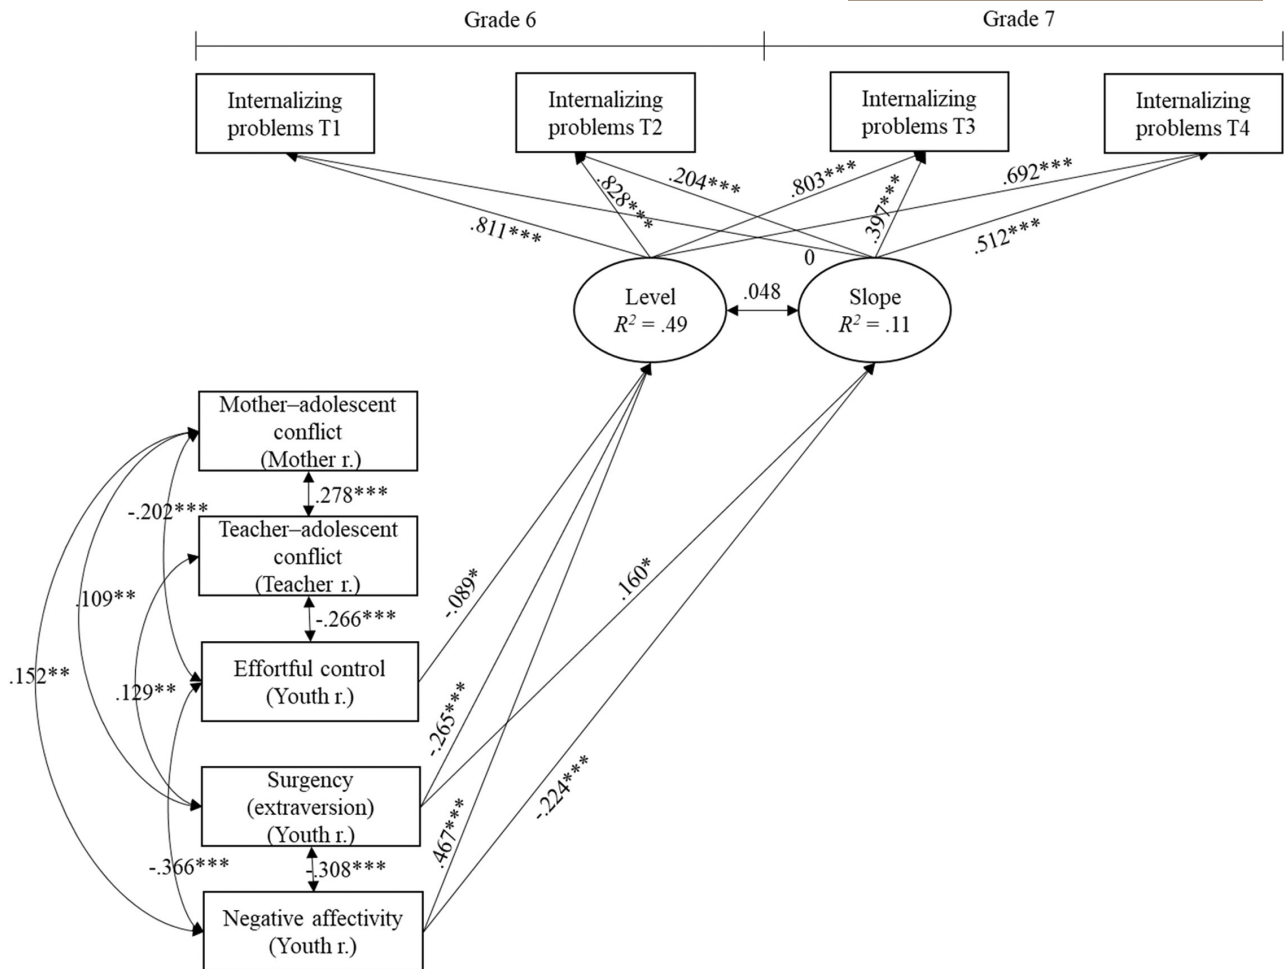 Grade 6
Grade 7
Internalizing
problems T1
Internalizing
problems T2
Internalizing
problems T3
Internalizing
problems T4
.811***
.828***
.204***
.803***
.397***
.692***
.512***
0
Level
R² = .49
.048
Slope
R² = .11
Mother–adolescent
conflict
(Mother r.)
.278***
-.202***
Teacher–adolescent
conflict
(Teacher r.)
-.266***
.109**
-.089*
.160*
Effortful control
(Youth r.)
.152**
.129**
-.265***
-.224***
Surgency
(extraversion)
(Youth r.)
.467***
-.366***
-.308***
Negative affectivity
(Youth r.)